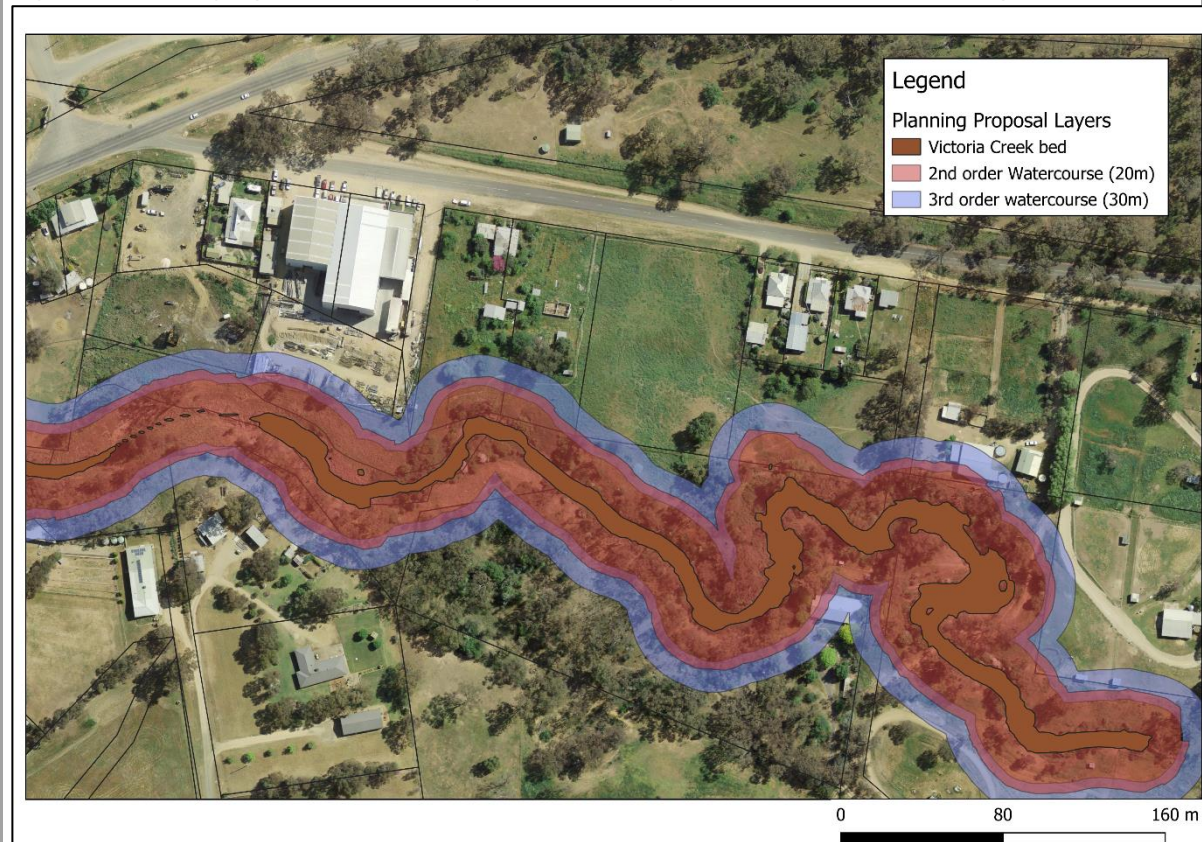 Legend
Planning Proposal Layers
Victoria Creek bed
2nd order Watercourse (20m)
3rd order watercourse (30m)
0 80 160 m